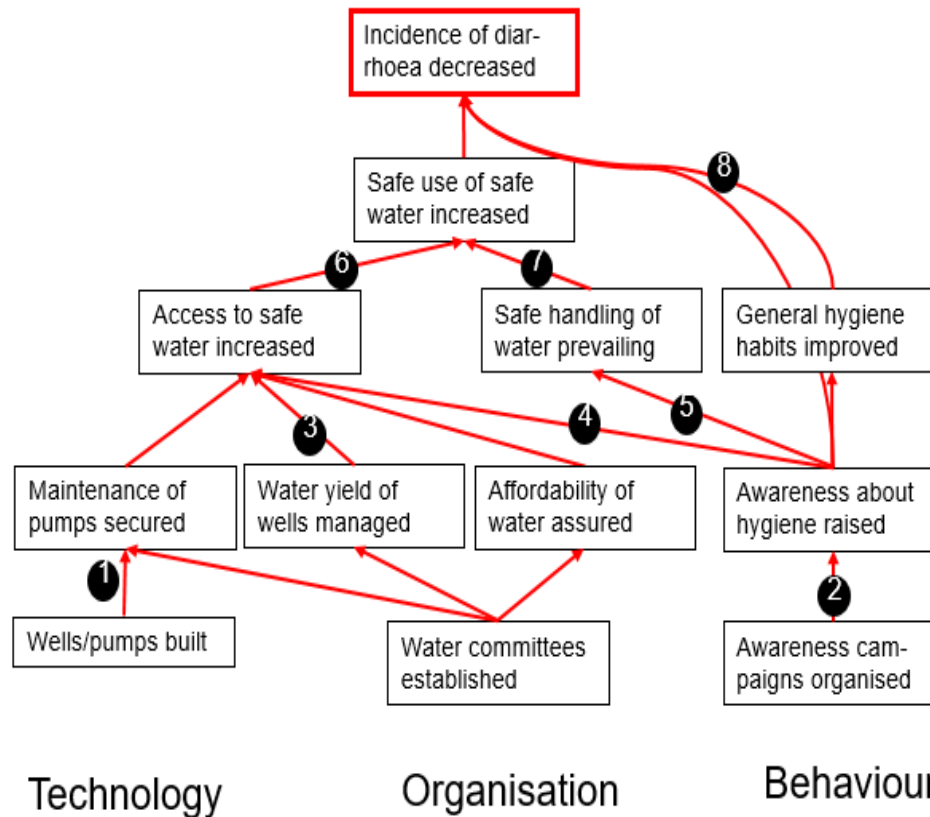 Incidence of diar-
rhoea decreased
8
Safe use of safe
water increased
6
7
Access to safe
water increased
Safe handling of
water prevailing
General hygiene
habits improved
3
4
5
Maintenance of
pumps secured
Water yield of
wells managed
Affordability of
water assured
Awareness about
hygiene raised
1
2
Wells/pumps built
Water committees
established
Awareness cam-
paigns organised
Technology
Organisation
Behaviour